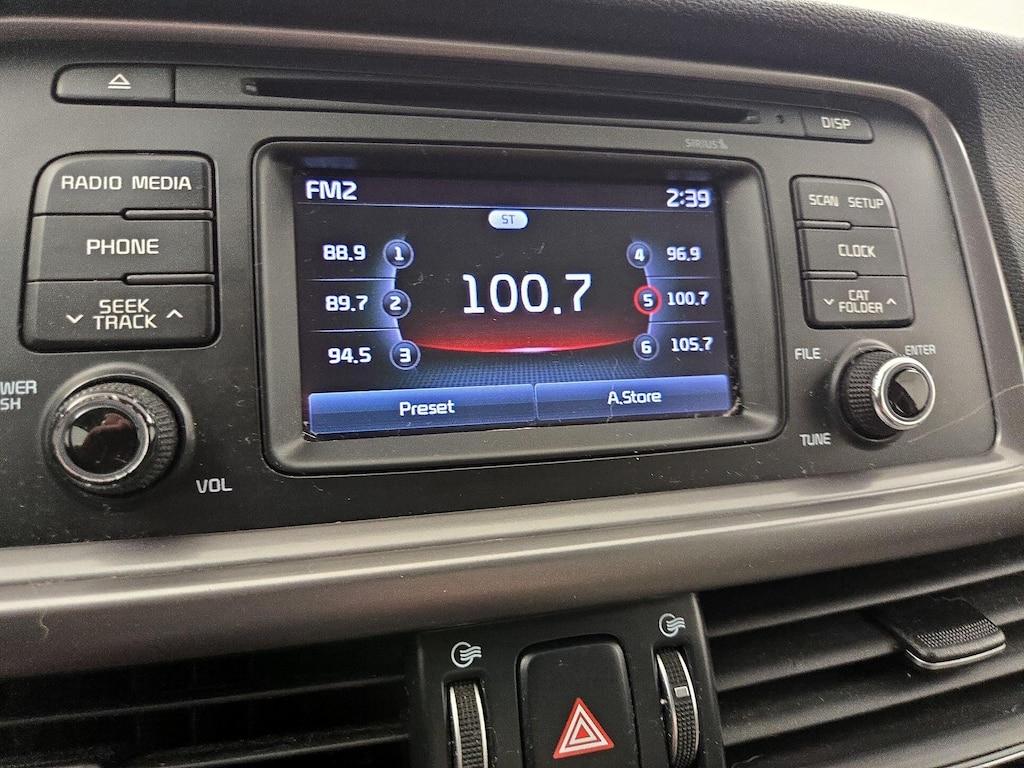 DISP
SIRIUS
RADIO MEDIA
PHONE
SEEK
TRACK
WER
SH
VOL
FM2
2:39
ST
88.9 1
89.7 2
94.5 3
100.7
4 96.9
5 100.7
6 105.7
Preset
A.Store
SCAN SETUP
CLOCK
CAT
FOLDER
FILE
ENTER
TUNE